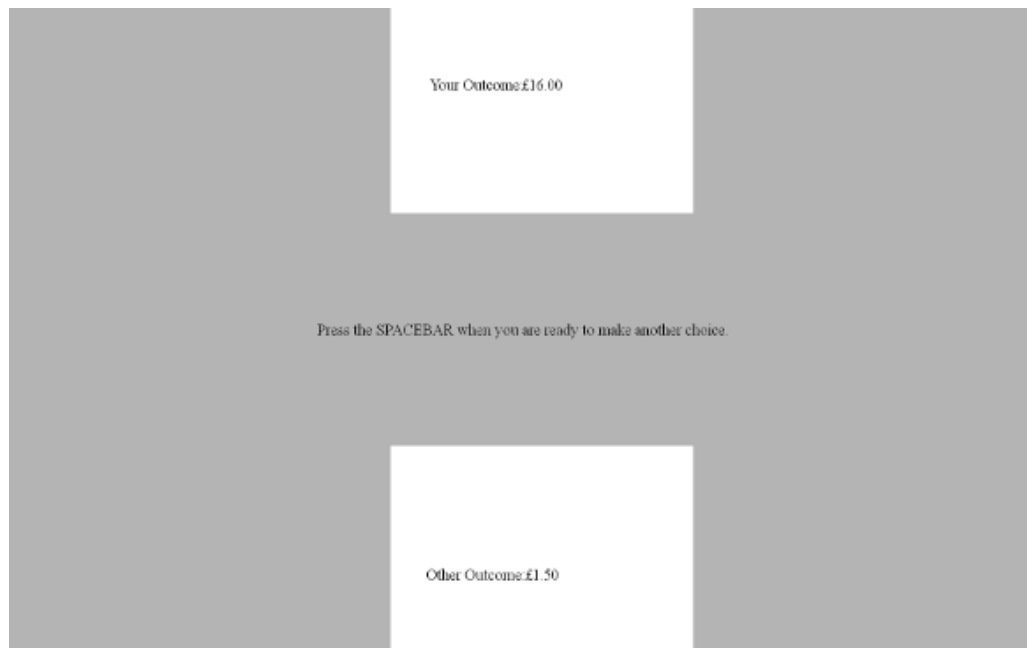 Your Outcome:£16.00
Press the SPACEBAR when you are ready to make another choice.
Other Outcome:£1.50